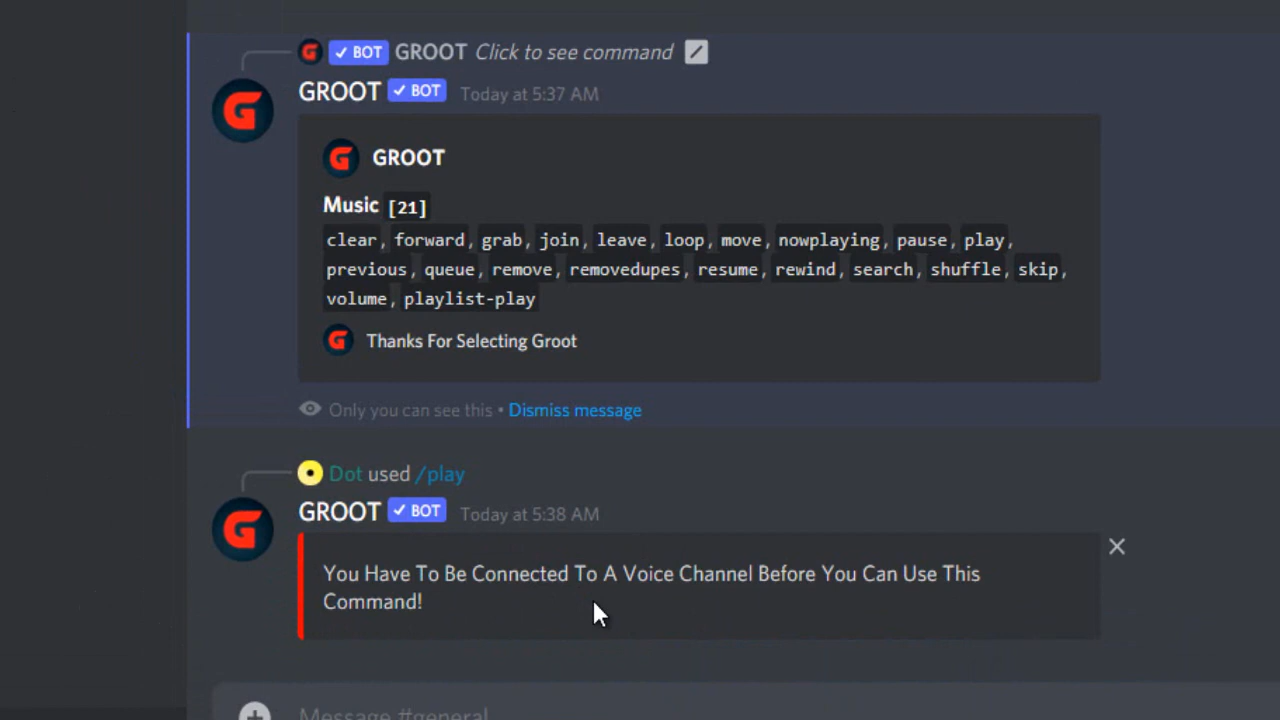 ✓ BOT GROOT Click to see command
GROOT ✓ BOT Today at 5:37 AM
GROOT
Music [21]
clear, forward, grab, join, leave, loop, move, nowplaying, pause, play,
previous, queue, remove, removedupes, resume, rewind, search, shuffle, skip,
volume, playlist-play
Thanks For Selecting Groot
Only you can see this • Dismiss message
Dot used /play
GROOT ✓ BOT Today at 5:38 AM
You Have To Be Connected To A Voice Channel Before You Can Use This
Command!
Message #general